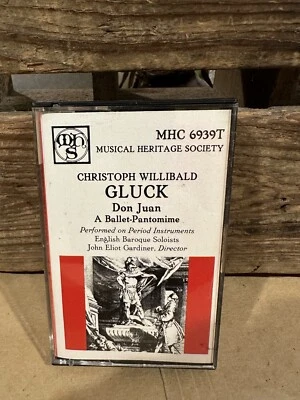 MHS
MHC 6939T
MUSICAL HERITAGE SOCIETY
CHRISTOPH WILLIBALD
GLUCK
Don Juan
A Ballet-Pantomime
Performed on Period Instruments
English Baroque Soloists
John Eliot Gardiner, Director